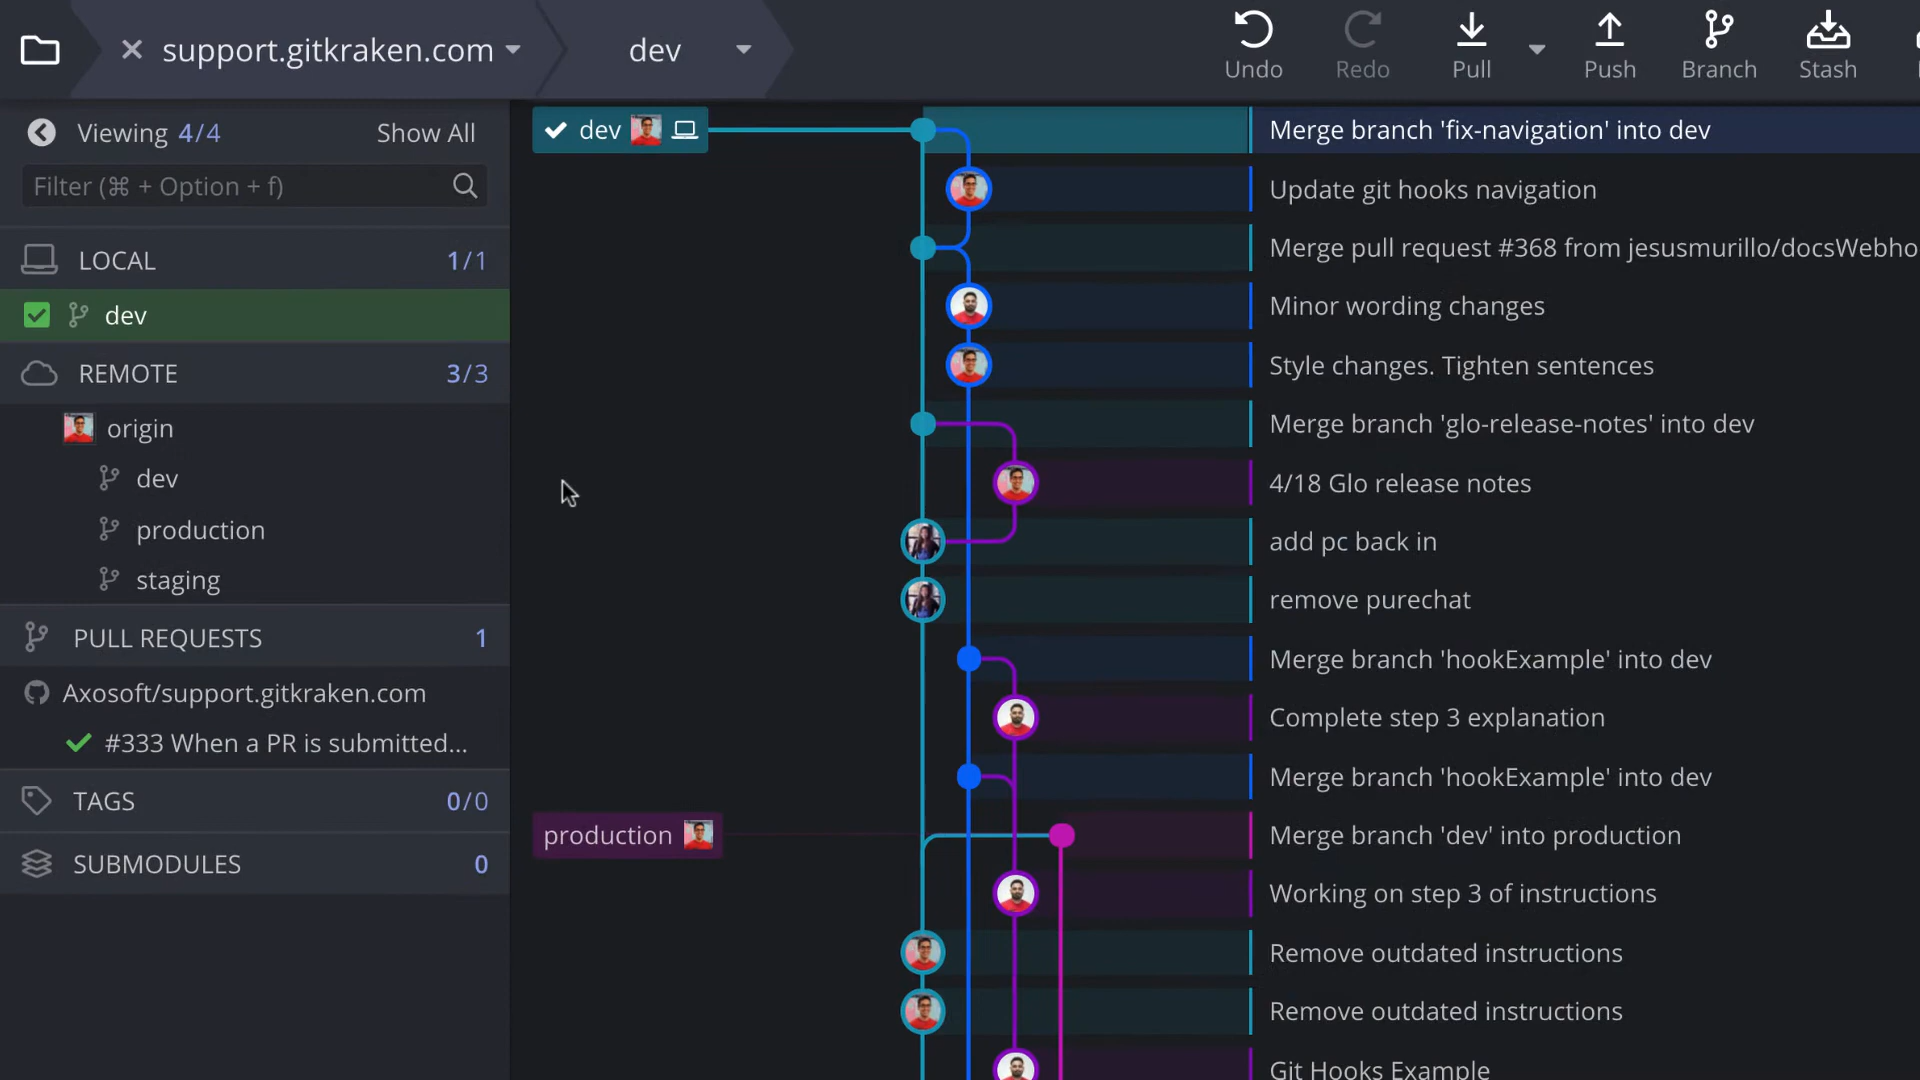 support.gitkraken.com
dev
Undo
Redo
Pull
Push
Branch
Stash
Viewing 4/4
Show All
Filter (⌘ + Option + f)
LOCAL 1/1
dev
REMOTE 3/3
origin
dev
production
staging
PULL REQUESTS 1
Axosoft/support.gitkraken.com
#333 When a PR is submitted...
TAGS 0/0
SUBMODULES 0
dev
production
Merge branch 'fix-navigation' into dev
Update git hooks navigation
Merge pull request #368 from jesusmurillo/docsWebho
Minor wording changes
Style changes. Tighten sentences
Merge branch 'glo-release-notes' into dev
4/18 Glo release notes
add pc back in
remove purechat
Merge branch 'hookExample' into dev
Complete step 3 explanation
Merge branch 'hookExample' into dev
Merge branch 'dev' into production
Working on step 3 of instructions
Remove outdated instructions
Remove outdated instructions
Git Hooks Example